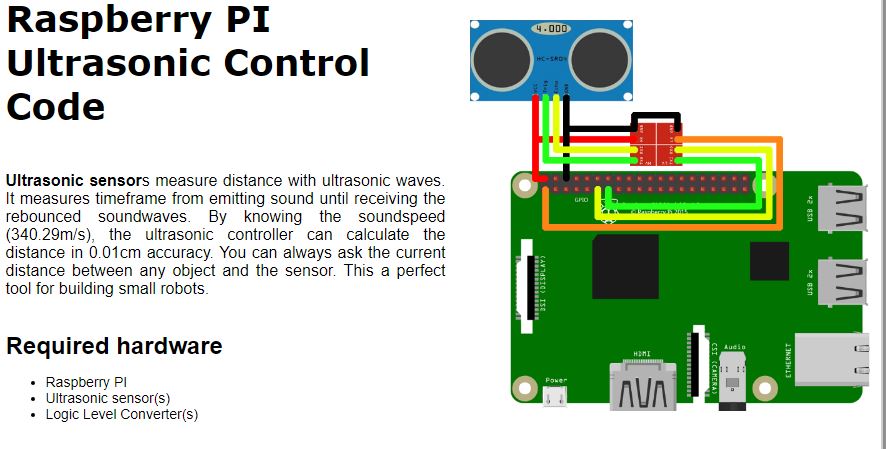 Raspberry PI
Ultrasonic Control
Code
Ultrasonic sensors measure distance with ultrasonic waves.
It measures timeframe from emitting sound until receiving the
rebounced soundwaves. By knowing the soundspeed
(340.29m/s), the ultrasonic controller can calculate the
distance in 0.01cm accuracy. You can always ask the current
distance between any object and the sensor. This a perfect
tool for building small robots.
Required hardware
Raspberry PI
Ultrasonic sensor(s)
Logic Level Converter(s)
4.000
HC-SR04
VCC
Trig
Echo
GND
GPIO
© Raspberry Pi 2015
USB 2x
USB 2x
DSI (DISPLAY)
HDMI
CSI (CAMERA)
Audio
ETHERNET
Power